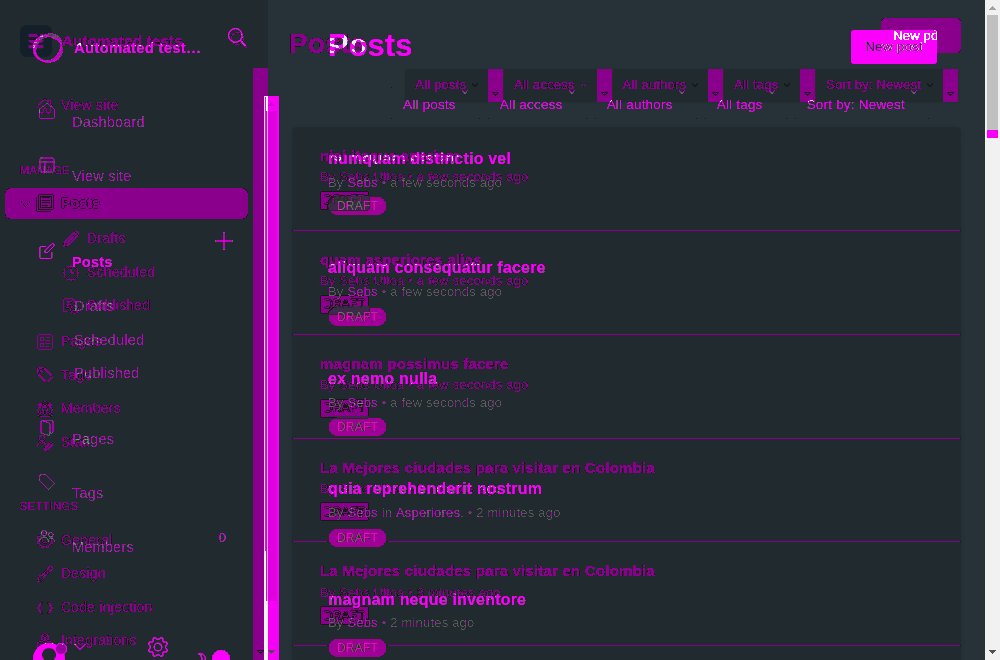 Automated tests
Automated test...
View site
Dashboard
MANAGE
View site
Posts
Drafts
Posts
Scheduled
Drafts
Published
Pages
Scheduled
Tags
Published
Members
Staff
Pages
Tags
SETTINGS
General
0
Members
Design
Code injection
Integrations
Posts
Posts
New post
New post
All posts
All access
All authors
All tags
Sort by: Newest
All posts
All access
All authors
All tags
Sort by: Newest
numquam distinctio vel
By Sebs • a few seconds ago
DRAFT
quam asperiores alias
aliquam consequatur facere
By Sebs • a few seconds ago
DRAFT
magnam possimus facere
ex nemo nulla
By Sebs • a few seconds ago
DRAFT
La Mejores ciudades para visitar en Colombia
quia reprehenderit nostrum
By Sebs in Asperiores. • 2 minutes ago
DRAFT
La Mejores ciudades para visitar en Colombia
magnam neque inventore
By Sebs • 2 minutes ago
DRAFT